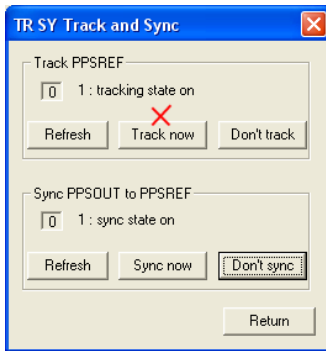 TR SY Track and Sync
Track PPSREF
0 1 : tracking state on
Refresh Track now Don't track
Sync PPSOUT to PPSREF
0 1 : sync state on
Refresh Sync now Don't sync
Return